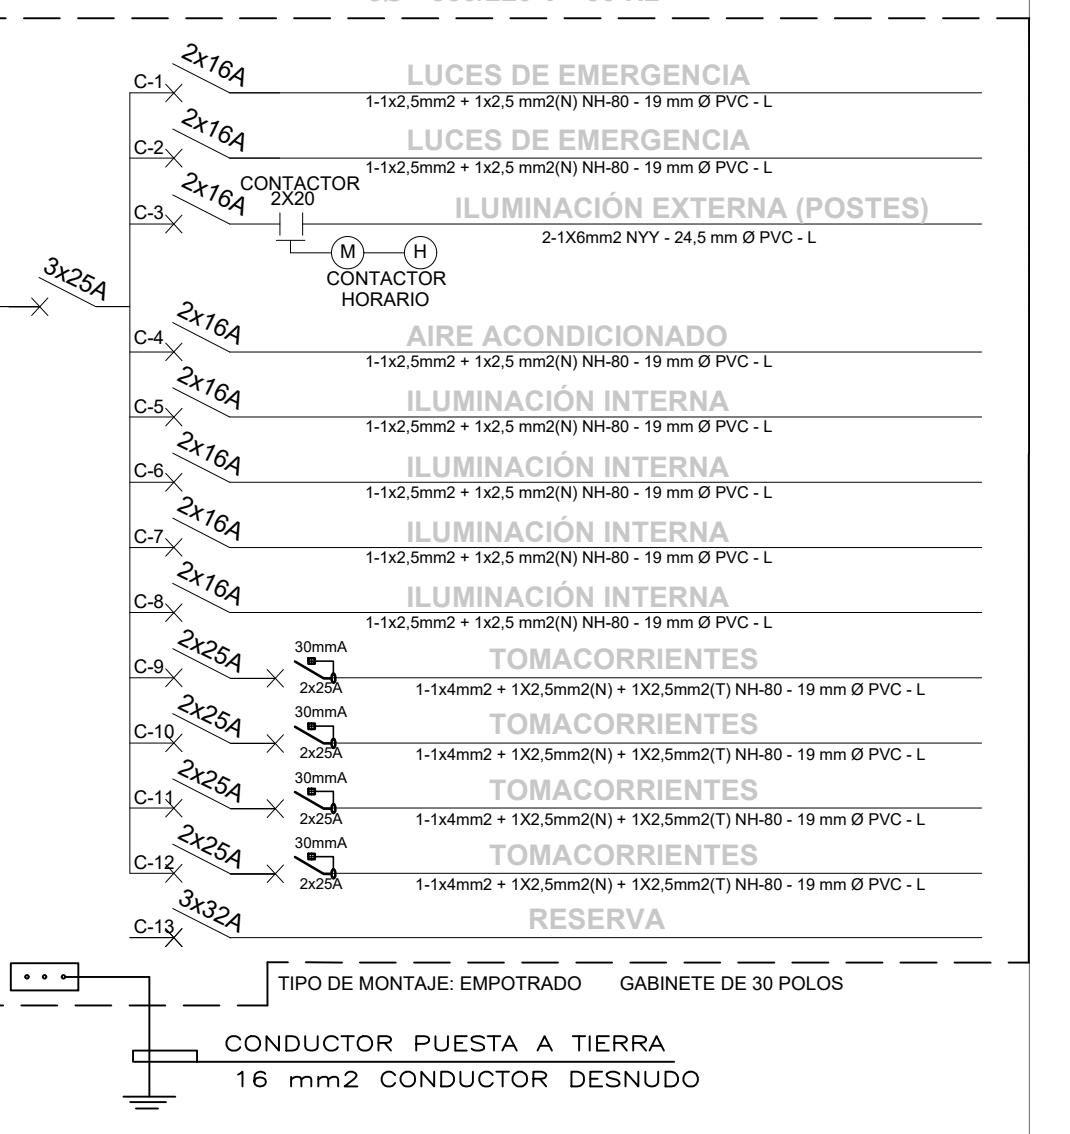 2x16A
C-1
LUCES DE EMERGENCIA
1-1x2,5mm2 + 1x2,5 mm2(N) NH-80 - 19 mm Ø PVC - L
2x16A
C-2
LUCES DE EMERGENCIA
1-1x2,5mm2 + 1x2,5 mm2(N) NH-80 - 19 mm Ø PVC - L
2x16A
CONTACTOR
2X20
C-3
ILUMINACIÓN EXTERNA (POSTES)
2-1X6mm2 NYY - 24,5 mm Ø PVC - L
M
H
CONTACTOR
HORARIO
3x25A
2x16A
C-4
AIRE ACONDICIONADO
1-1x2,5mm2 + 1x2,5 mm2(N) NH-80 - 19 mm Ø PVC - L
2x16A
C-5
ILUMINACIÓN INTERNA
1-1x2,5mm2 + 1x2,5 mm2(N) NH-80 - 19 mm Ø PVC - L
2x16A
C-6
ILUMINACIÓN INTERNA
1-1x2,5mm2 + 1x2,5 mm2(N) NH-80 - 19 mm Ø PVC - L
2x16A
C-7
ILUMINACIÓN INTERNA
1-1x2,5mm2 + 1x2,5 mm2(N) NH-80 - 19 mm Ø PVC - L
2x16A
C-8
ILUMINACIÓN INTERNA
1-1x2,5mm2 + 1x2,5 mm2(N) NH-80 - 19 mm Ø PVC - L
2x25A
C-9
30mmA
2x25A
TOMACORRIENTES
1-1x4mm2 + 1X2,5mm2(N) + 1X2,5mm2(T) NH-80 - 19 mm Ø PVC - L
2x25A
C-10
30mmA
2x25A
TOMACORRIENTES
1-1x4mm2 + 1X2,5mm2(N) + 1X2,5mm2(T) NH-80 - 19 mm Ø PVC - L
2x25A
C-11
30mmA
2x25A
TOMACORRIENTES
1-1x4mm2 + 1X2,5mm2(N) + 1X2,5mm2(T) NH-80 - 19 mm Ø PVC - L
2x25A
C-12
30mmA
2x25A
TOMACORRIENTES
1-1x4mm2 + 1X2,5mm2(N) + 1X2,5mm2(T) NH-80 - 19 mm Ø PVC - L
3x32A
C-13
RESERVA
TIPO DE MONTAJE: EMPOTRADO GABINETE DE 30 POLOS
CONDUCTOR PUESTA A TIERRA
16 mm2 CONDUCTOR DESNUDO